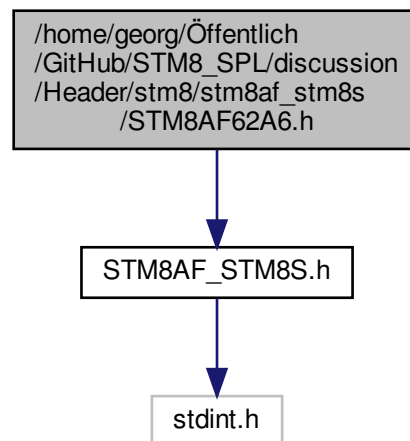 /home/georg/Öffentlich
/GitHub/STM8_SPL/discussion
/Header/stm8/stm8af_stm8s
/STM8AF62A6.h
STM8AF_STM8S.h
stdint.h